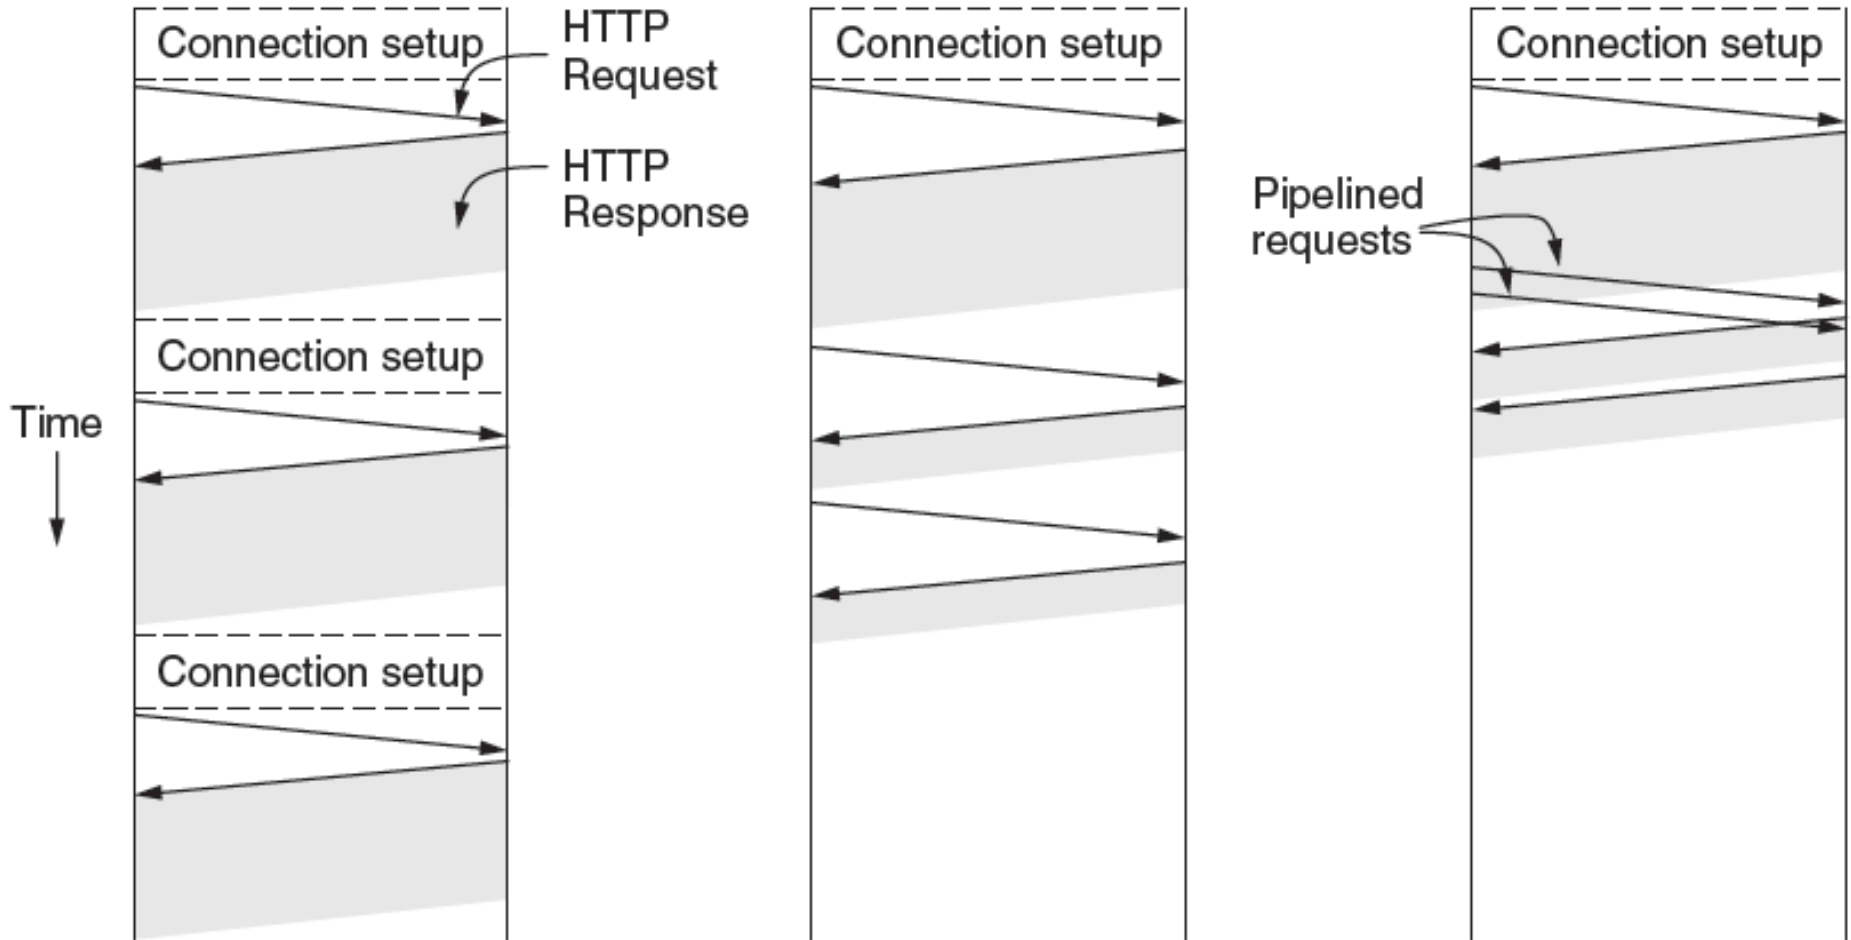 Connection setup
HTTP
Request
HTTP
Response
Connection setup
Time
Connection setup
Connection setup
Connection setup
Pipelined
requests